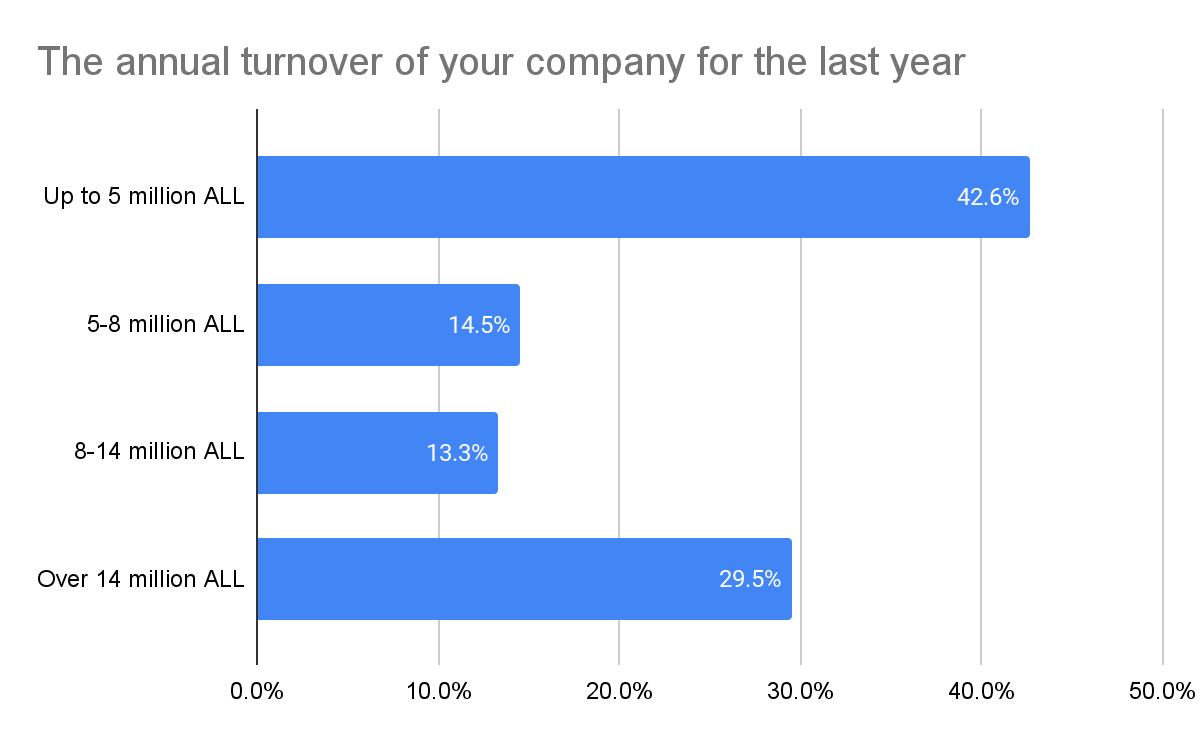 The annual turnover of your company for the last year
Up to 5 million ALL
42.6%
5-8 million ALL
14.5%
8-14 million ALL
13.3%
Over 14 million ALL
29.5%
0.0%
10.0%
20.0%
30.0%
40.0%
50.0%